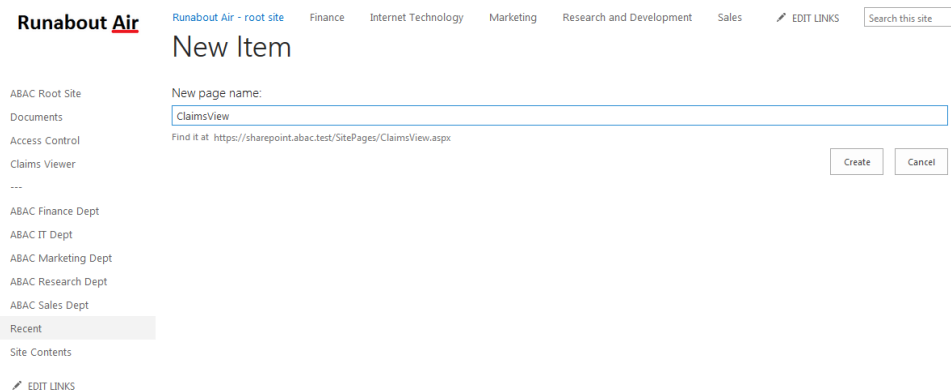 Runabout Air
Runabout Air - root site Finance Internet Technology Marketing Research and Development Sales EDIT LINKS Search this site
New Item
ABAC Root Site
Documents
Access Control
Claims Viewer
---
ABAC Finance Dept
ABAC IT Dept
ABAC Marketing Dept
ABAC Research Dept
ABAC Sales Dept
Recent
Site Contents
EDIT LINKS
New page name:
ClaimsView
Find it at https://sharepoint.abac.test/SitePages/ClaimsView.aspx
Create Cancel